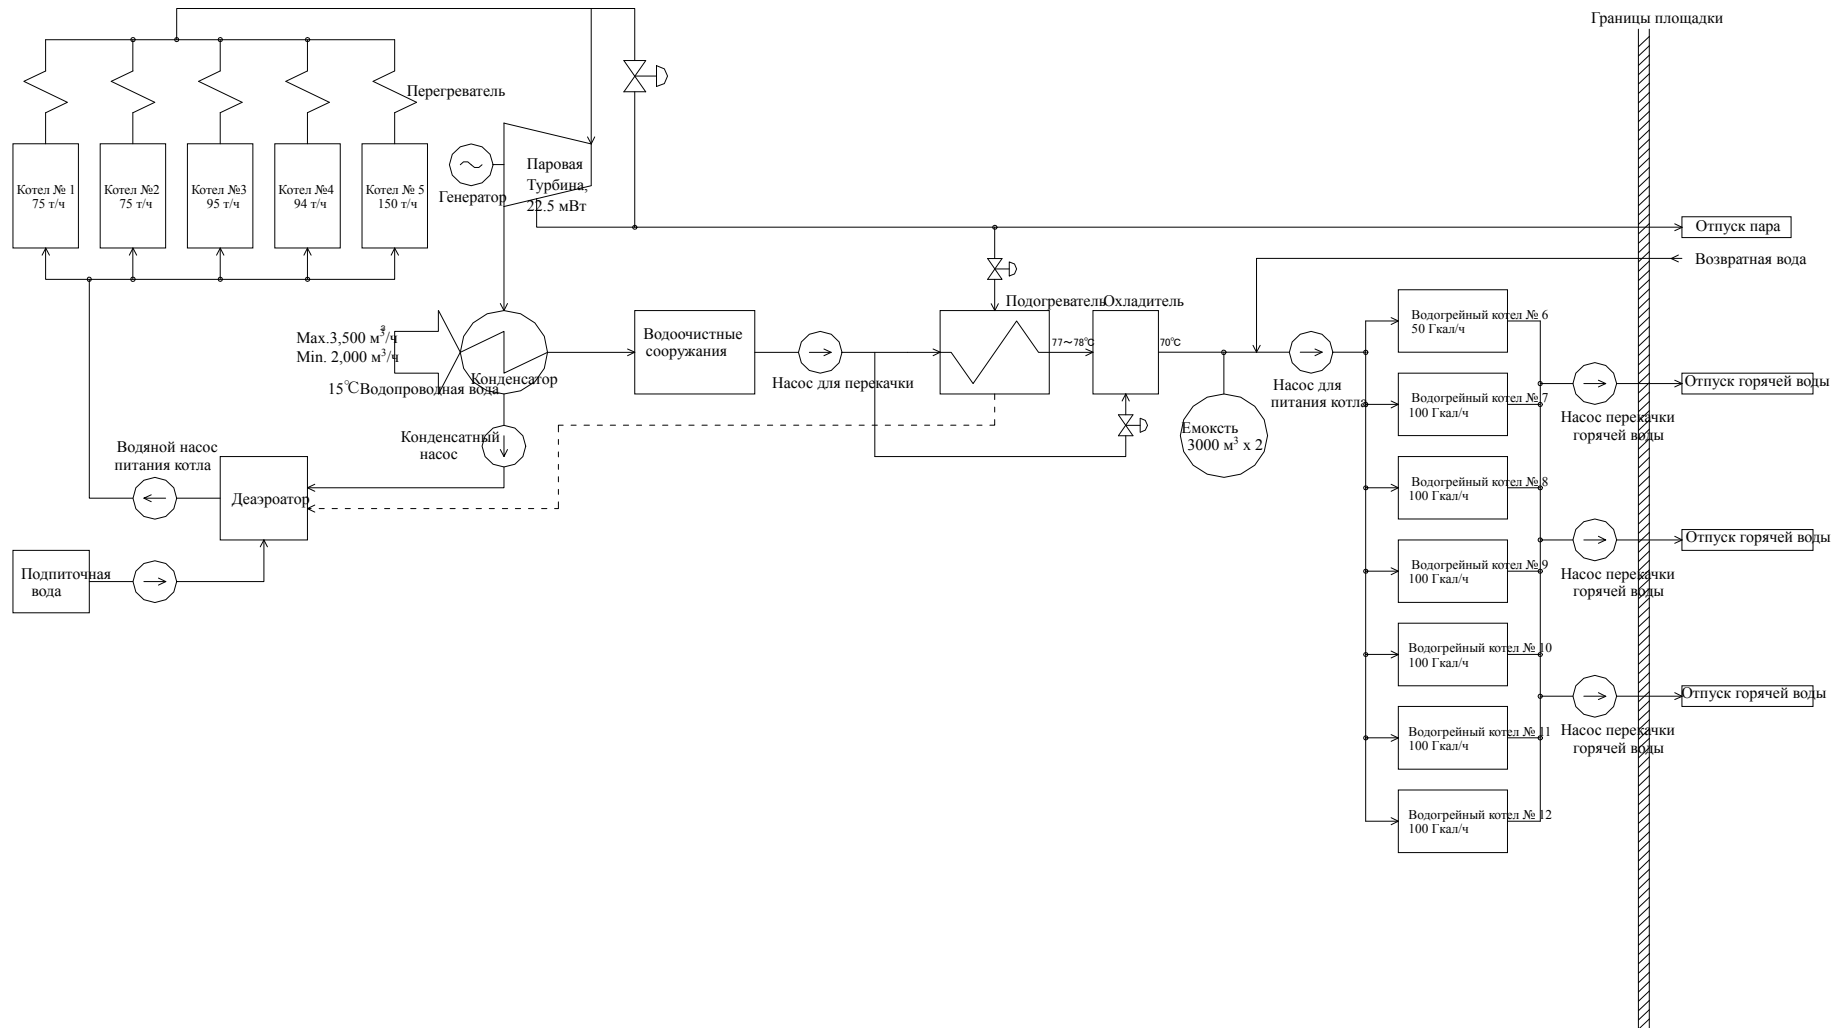 Границы площадки
Перегреватель
Котел № 1
75 т/ч
Котел №2
75 т/ч
Котел №3
95 т/ч
Котел №4
94 т/ч
Котел № 5
150 т/ч
Генератор
Паровая
Турбина,
22.5 мВт
Отпуск пара
Возвратная вода
Max.3,500 м³/ч
а
Min. 2,000 м³/ч
15℃Водопроводная вода
Конденсатор
Водоочистные
сооружания
Насос для перекачки
Подогреватель
Охладитель
77～78℃
70℃
Насос для
питания котла
Емоксть
3000 м³ x 2
Конденсатный
насос
Водяной насос
питания котла
Деаэроатор
Подпиточная
вода
Водогрейный котел № 6
50 Гкал/ч
Водогрейный котел № 7
100 Гкал/ч
Водогрейный котел № 8
100 Гкал/ч
Водогрейный котел № 9
100 Гкал/ч
Водогрейный котел № 10
100 Гкал/ч
Водогрейный котел № 11
100 Гкал/ч
Водогрейный котел № 12
100 Гкал/ч
Насос перекачки
горячей воды
Отпуск горячей воды
Насос перекачки
горячей воды
Отпуск горячей воды
Насос перекачки
горячей воды
Отпуск горячей воды